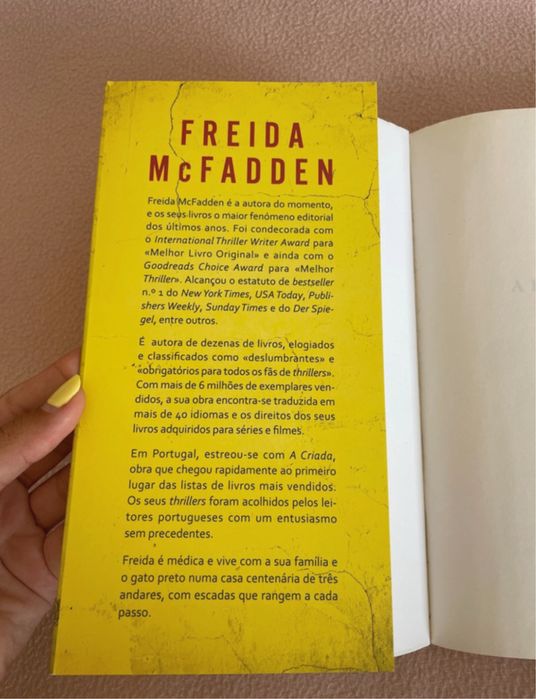 FREIDA
McFADDEN
Freida McFadden é a autora do momento,
e os seus livros o maior fenómeno editorial
dos últimos anos. Foi condecorada com
o International Thriller Writer Award para
«Melhor Livro Original» e ainda com o
Goodreads Choice Award para «Melhor
Thriller». Alcançou o estatuto de bestseller
n.º 1 do New York Times, USA Today, Publi-
shers Weekly, Sunday Times e do Der Spie-
gel, entre outros.
É autora de dezenas de livros, elogiados
e classificados como «deslumbrantes» e
«obrigatórios para todos os fãs de thrillers».
Com mais de 6 milhões de exemplares ven-
didos, a sua obra encontra-se traduzida em
mais de 40 idiomas e os direitos dos seus
livros adquiridos para séries e filmes.
Em Portugal, estreou-se com A Criada,
obra que chegou rapidamente ao primeiro
lugar das listas de livros mais vendidos.
Os seus thrillers foram acolhidos pelos lei-
tores portugueses com um entusiasmo
sem precedentes.
Freida é médica e vive com a sua família e
o gato preto numa casa centenária de três
andares, com escadas que rangem a cada
passo.